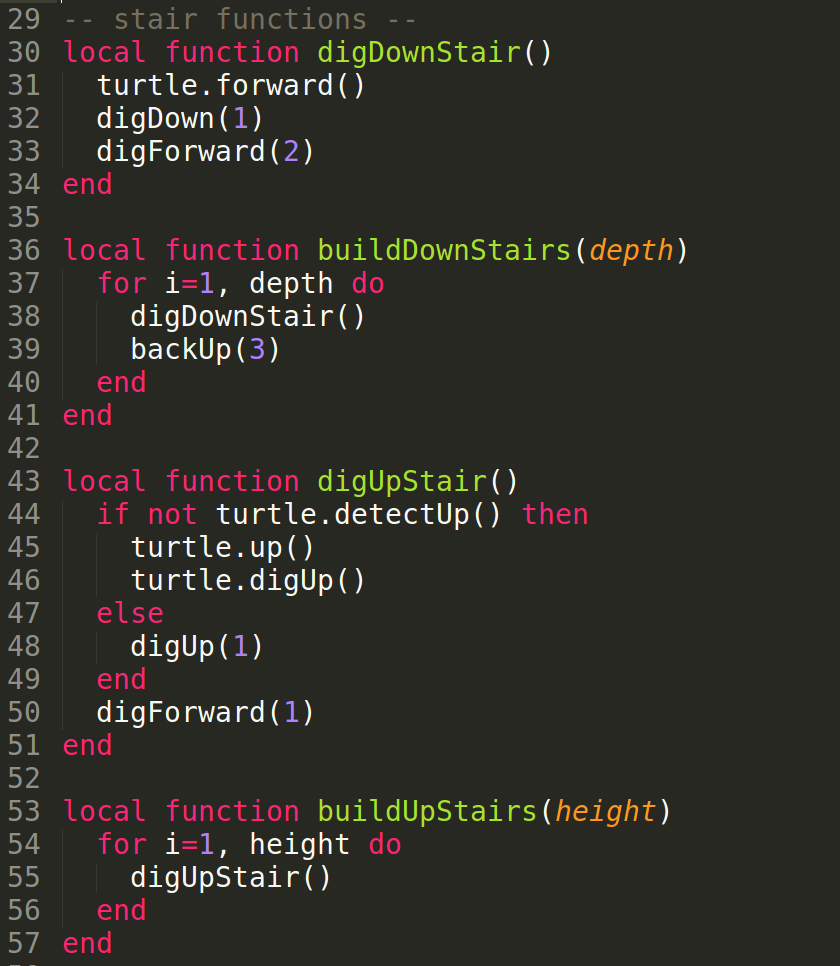 29 -- stair functions --
30 local function digDownStair()
31   turtle.forward()
32   digDown(1)
33   digForward(2)
34 end
35
36 local function buildDownStairs(depth)
37   for i=1, depth do
38     digDownStair()
39     backUp(3)
40   end
41 end
42
43 local function digUpStair()
44   if not turtle.detectUp() then
45     turtle.up()
46     turtle.digUp()
47   else
48     digUp(1)
49   end
50   digForward(1)
51 end
52
53 local function buildUpStairs(height)
54   for i=1, height do
55     digUpStair()
56   end
57 end